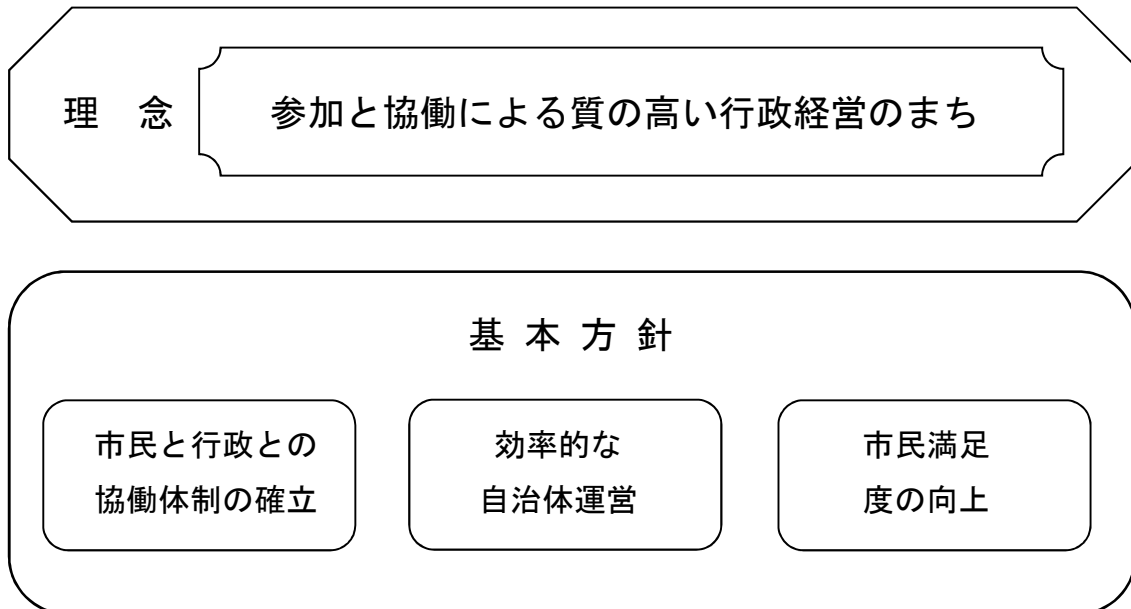 理　念
参加と協働による質の高い行政経営のまち
基 本 方 針
市民と行政との
協働体制の確立
効率的な
自治体運営
市民満足
度の向上